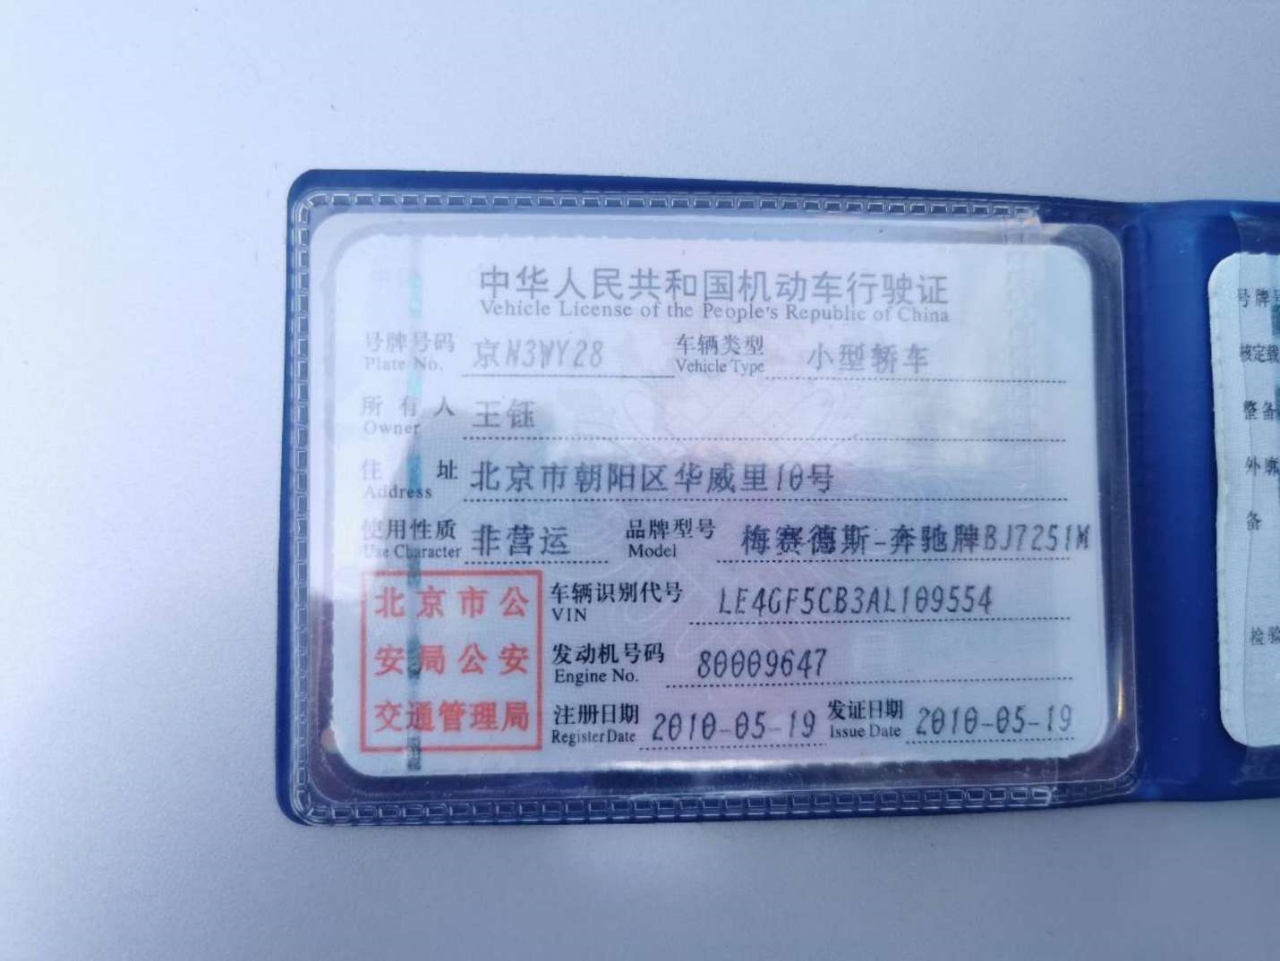 中华人民共和国机动车行驶证
Vehicle License of the People's Republic of China
号牌号码 京N3WY28 车辆类型 小型轿车
Plate No. Vehicle Type
所有人 王钰
Owner
住址 北京市朝阳区华威里10号
Address
使用性质 非营运 品牌型号 梅赛德斯-奔驰牌BJ7251M
Use Character Model
北京市公
安局公安
交通管理局
车辆识别代号 LE4GF5CB3AL109554
VIN
发动机号码 80009647
Engine No.
注册日期 2010-05-19 发证日期 2010-05-19
Register Date Issue Date
号牌
核定载
整备
外廓
备
检验